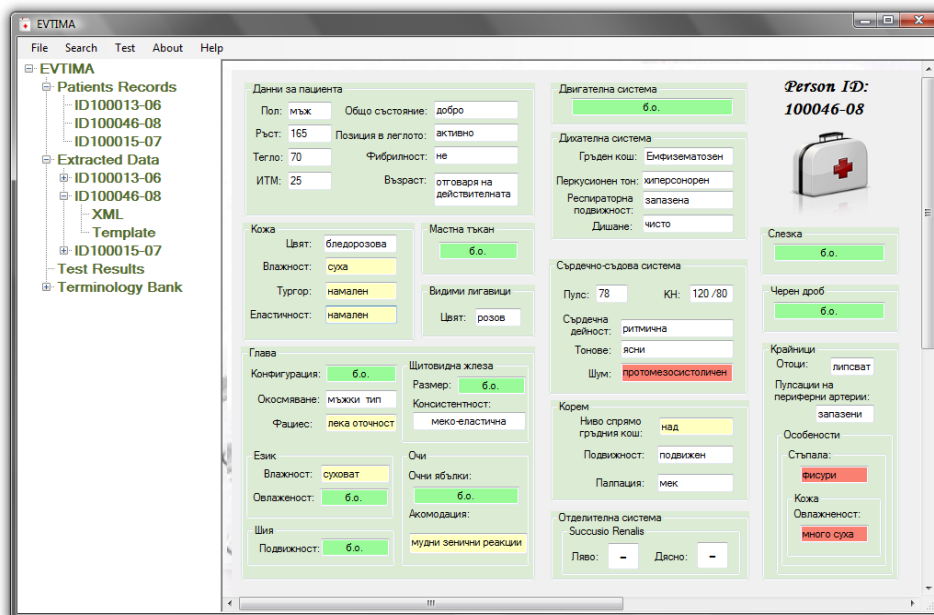 EVTIMA
File Search Test About Help
EVTIMA
Patients Records
ID100013-06
ID100046-08
ID100015-07
Extracted Data
ID100013-06
ID100046-08
XML
Template
ID100015-07
Test Results
Terminology Bank
Данни за пациента
Пол: мъж Общо състояние: добро
Ръст: 165 Позиция в леглото: активно
Тегло: 70 Фибрилност: не
ИТМ: 25 Възраст: отговаря на
действителната
Кожа
Цвят: бледорозова
Влажност: суха
Тургор: намален
Еластичност: намален
Мастна тъкан
б.о.
Видими лигавици
Цвят: розов
Глава
Конфигурация: б.о.
Окосмяване: мъжки тип
Фациес: лека оточност
Щитовидна жлеза
Размер: б.о.
Консистентност:
меко-еластична
Език
Влажност: суховат
Овлаженост: б.о.
Очи
Очни ябълки:
б.о.
Акомодация:
мудни зенични реакции
Шия
Подвижност: б.о.
Двигателна система
б.о.
Дихателна система
Гръден кош: Емфизематозен
Перкусионен тон: хиперсонорен
Респираторна
подвижност: запазена
Дишане: чисто
Сърдечно-съдова система
Пулс: 78 КН: 120 /80
Сърдечна
дейност: ритмична
Тонове: ясни
Шум: протомезосистоличен
Корем
Ниво спрямо
гръдния кош: над
Подвижност: подвижен
Палпация: мек
Отделителна система
Succusio Renalis
Ляво: - Дясно: -
Person ID:
100046-08
Слезка
б.о.
Черен дроб
б.о.
Крайници
Отоци: липсват
Пулсации на
периферни артерии:
запазени
Особености
Стъпала:
фисури
Кожа
Овлажненост:
много суха